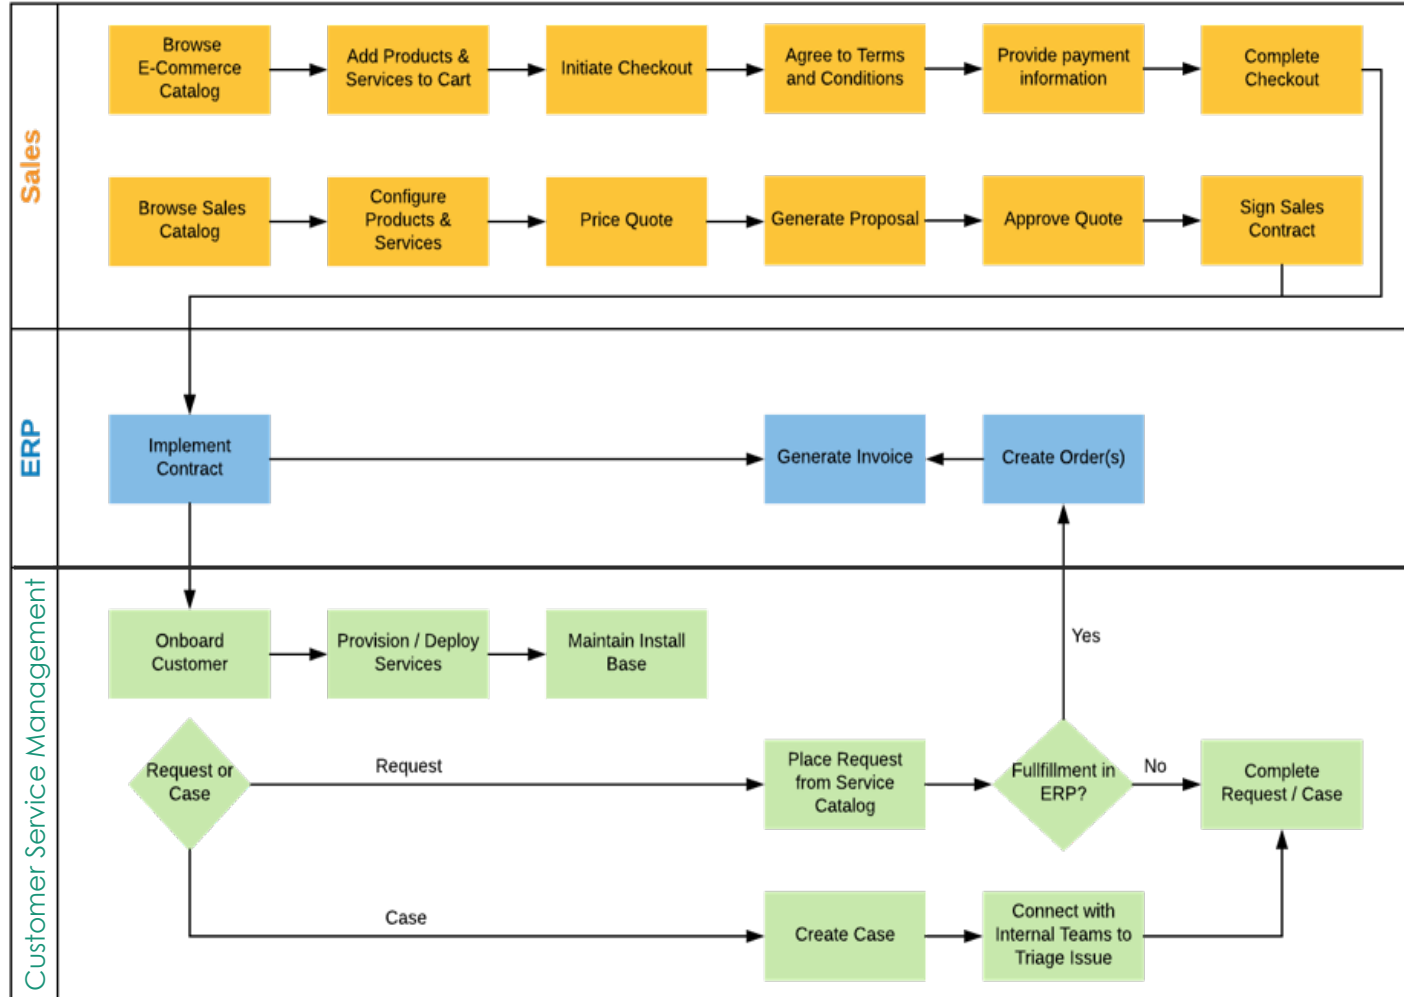 Sales
Browse
E-Commerce
Catalog
Add Products &
Services to Cart
Initiate Checkout
Agree to Terms
and Conditions
Provide payment
information
Complete
Checkout
Browse Sales
Catalog
Configure
Products &
Services
Price Quote
Generate Proposal
Approve Quote
Sign Sales
Contract
ERP
Implement
Contract
Generate Invoice
Create Order(s)
Customer Service Management
Onboard
Customer
Provision / Deploy
Services
Maintain Install
Base
Yes
Request or
Case
Request
Place Request
from Service
Catalog
Fullfillment in
ERP?
No
Complete
Request / Case
Case
Create Case
Connect with
Internal Teams to
Triage Issue